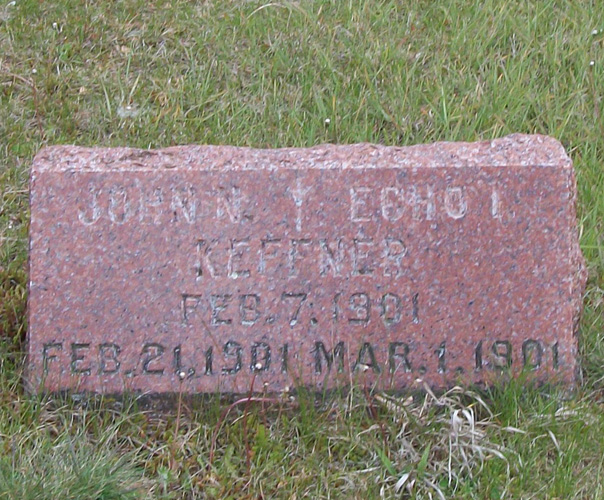 JOHN N. † ECHO I.
KEFFNER
FEB. 7. 1901
FEB. 21, 1901 MAR. 1. 1901